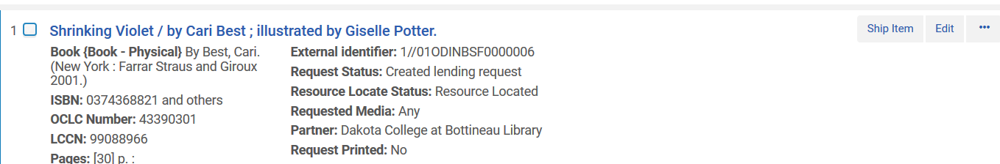 1 Shrinking Violet / by Cari Best ; illustrated by Giselle Potter.
Ship Item Edit •••
Book {Book - Physical} By Best, Cari.
(New York : Farrar Straus and Giroux
2001.)
ISBN: 0374368821 and others
OCLC Number: 43390301
LCCN: 99088966
Pages: [30] p. :
External identifier: 1//01ODINBSF0000006
Request Status: Created lending request
Resource Locate Status: Resource Located
Requested Media: Any
Partner: Dakota College at Bottineau Library
Request Printed: No